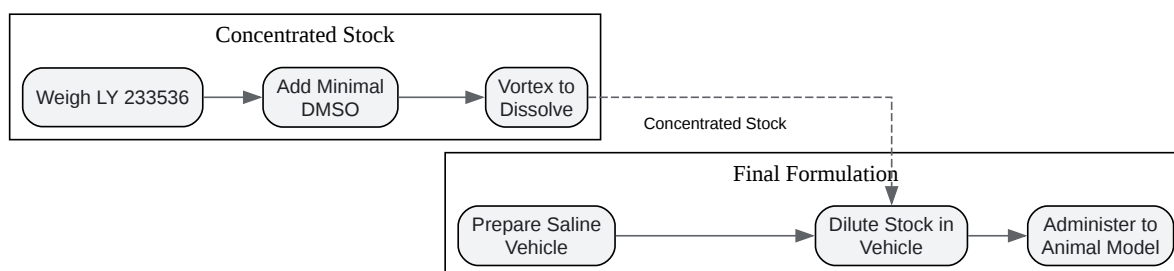 Concentrated Stock
Weigh LY 233536
Add Minimal
DMSO
Vortex to
Dissolve
Concentrated Stock
Final Formulation
Prepare Saline
Vehicle
Dilute Stock in
Vehicle
Administer to
Animal Model